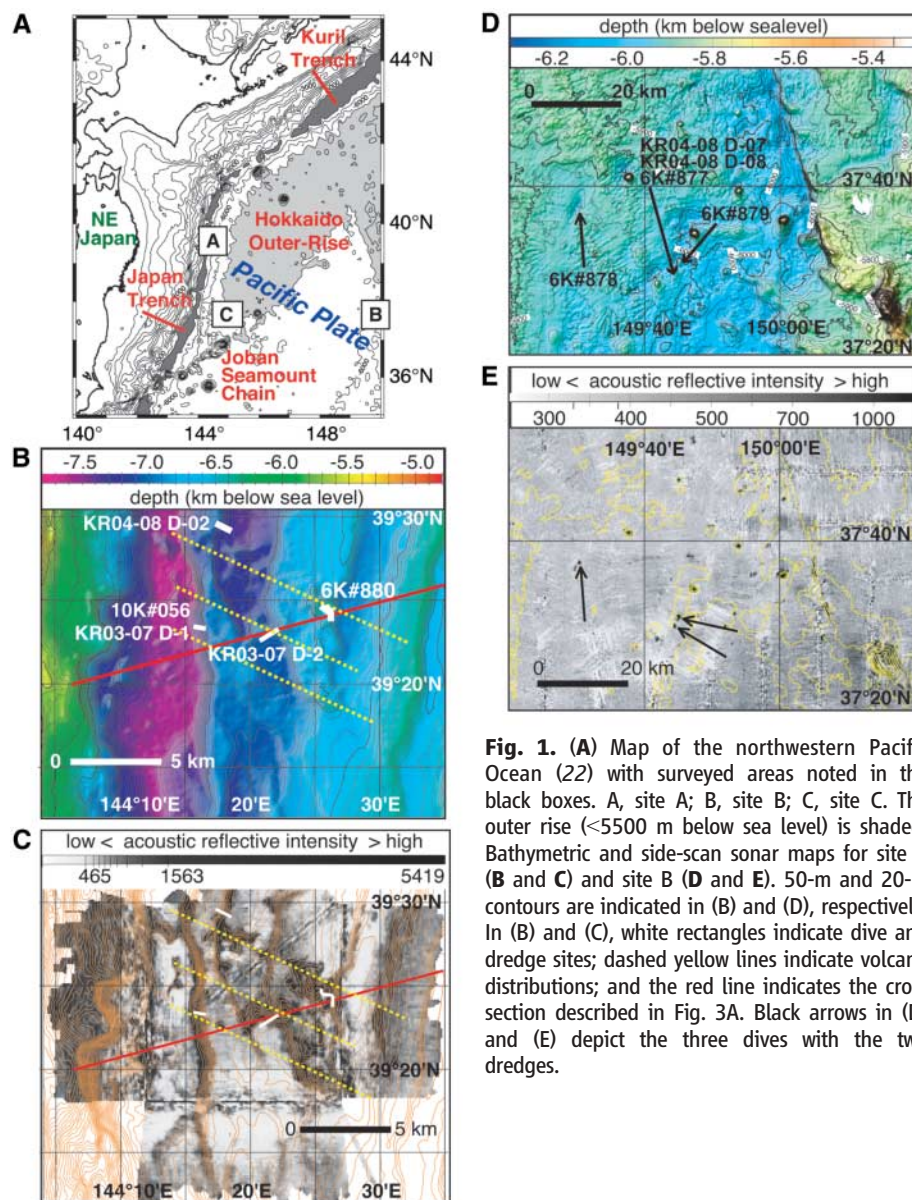 A
Kuril
Trench
44°N
NE
Japan
Hokkaido
Outer-Rise
40°N
A
Japan
Trench
Pacific Plate
C
B
Joban
Seamount
Chain
36°N
140°
144°
148°
B
-7.5 -7.0 -6.5 -6.0 -5.5 -5.0
depth (km below sea level)
39°30'N
KR04-08 D-02
6K#880
10K#056
KR03-07 D-1
KR03-07 D-2
39°20'N
0 5 km
144°10'E 20'E 30'E
C
low < acoustic reflective intensity > high
465 1563 5419
39°30'N
39°20'N
0 5 km
144°10'E 20'E 30'E
D
depth (km below sealevel)
-6.2 -6.0 -5.8 -5.6 -5.4
0 20 km
KR04-08 D-07
KR04-08 D-08
6K#877
37°40'N
6K#879
6K#878
149°40'E 150°00'E
37°20'N
E
low < acoustic reflective intensity > high
300 400 500 700 1000
149°40'E 150°00'E
37°40'N
0 20 km
37°20'N
Fig. 1. (A) Map of the northwestern Pacif
Ocean (22) with surveyed areas noted in th
black boxes. A, site A; B, site B; C, site C. Th
outer rise (<5500 m below sea level) is shade
Bathymetric and side-scan sonar maps for site
(B and C) and site B (D and E). 50-m and 20-
contours are indicated in (B) and (D), respectivel
In (B) and (C), white rectangles indicate dive an
dredge sites; dashed yellow lines indicate volcan
distributions; and the red line indicates the cro
section described in Fig. 3A. Black arrows in (
and (E) depict the three dives with the tw
dredges.